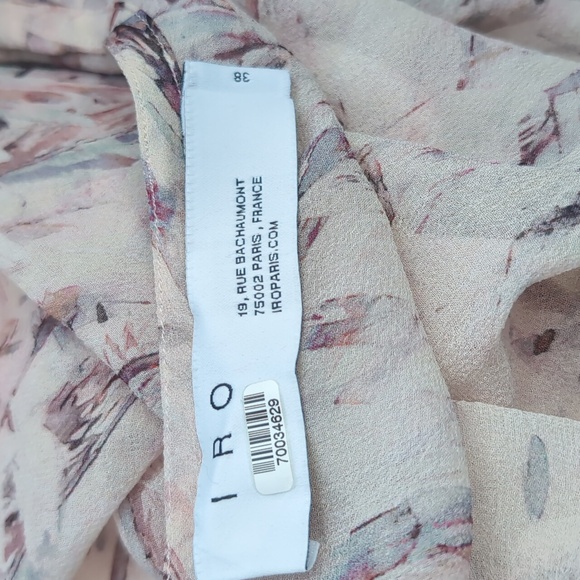 IRO
19, RUE BACHAUMONT
75002 PARIS , FRANCE
IROPARIS.COM
38
70034629